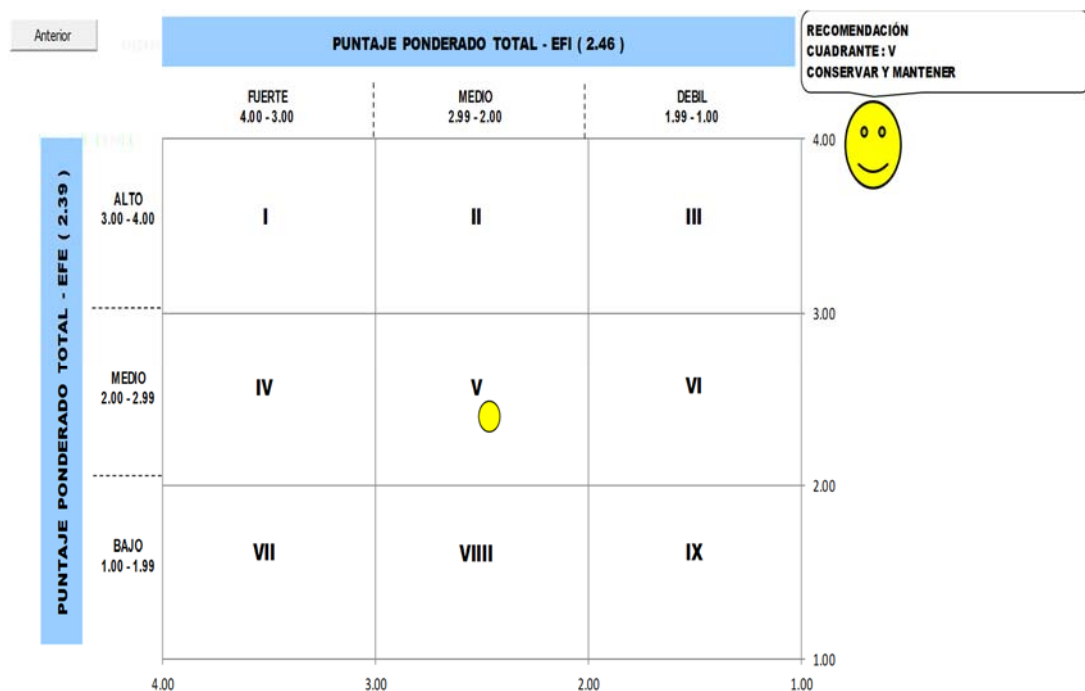 Anterior
PUNTAJE PONDERADO TOTAL - EFI ( 2.46 )
RECOMENDACIÓN
CUADRANTE : V
CONSERVAR Y MANTENER
FUERTE
4.00 - 3.00
MEDIO
2.99 - 2.00
DEBIL
1.99 - 1.00
PUNTAJE PONDERADO TOTAL - EFE ( 2.39 )
4.00
ALTO
3.00 - 4.00
I
II
III
3.00
MEDIO
2.00 - 2.99
IV
V
VI
2.00
BAJO
1.00 - 1.99
VII
VIIII
IX
1.00
4.00
3.00
2.00
1.00